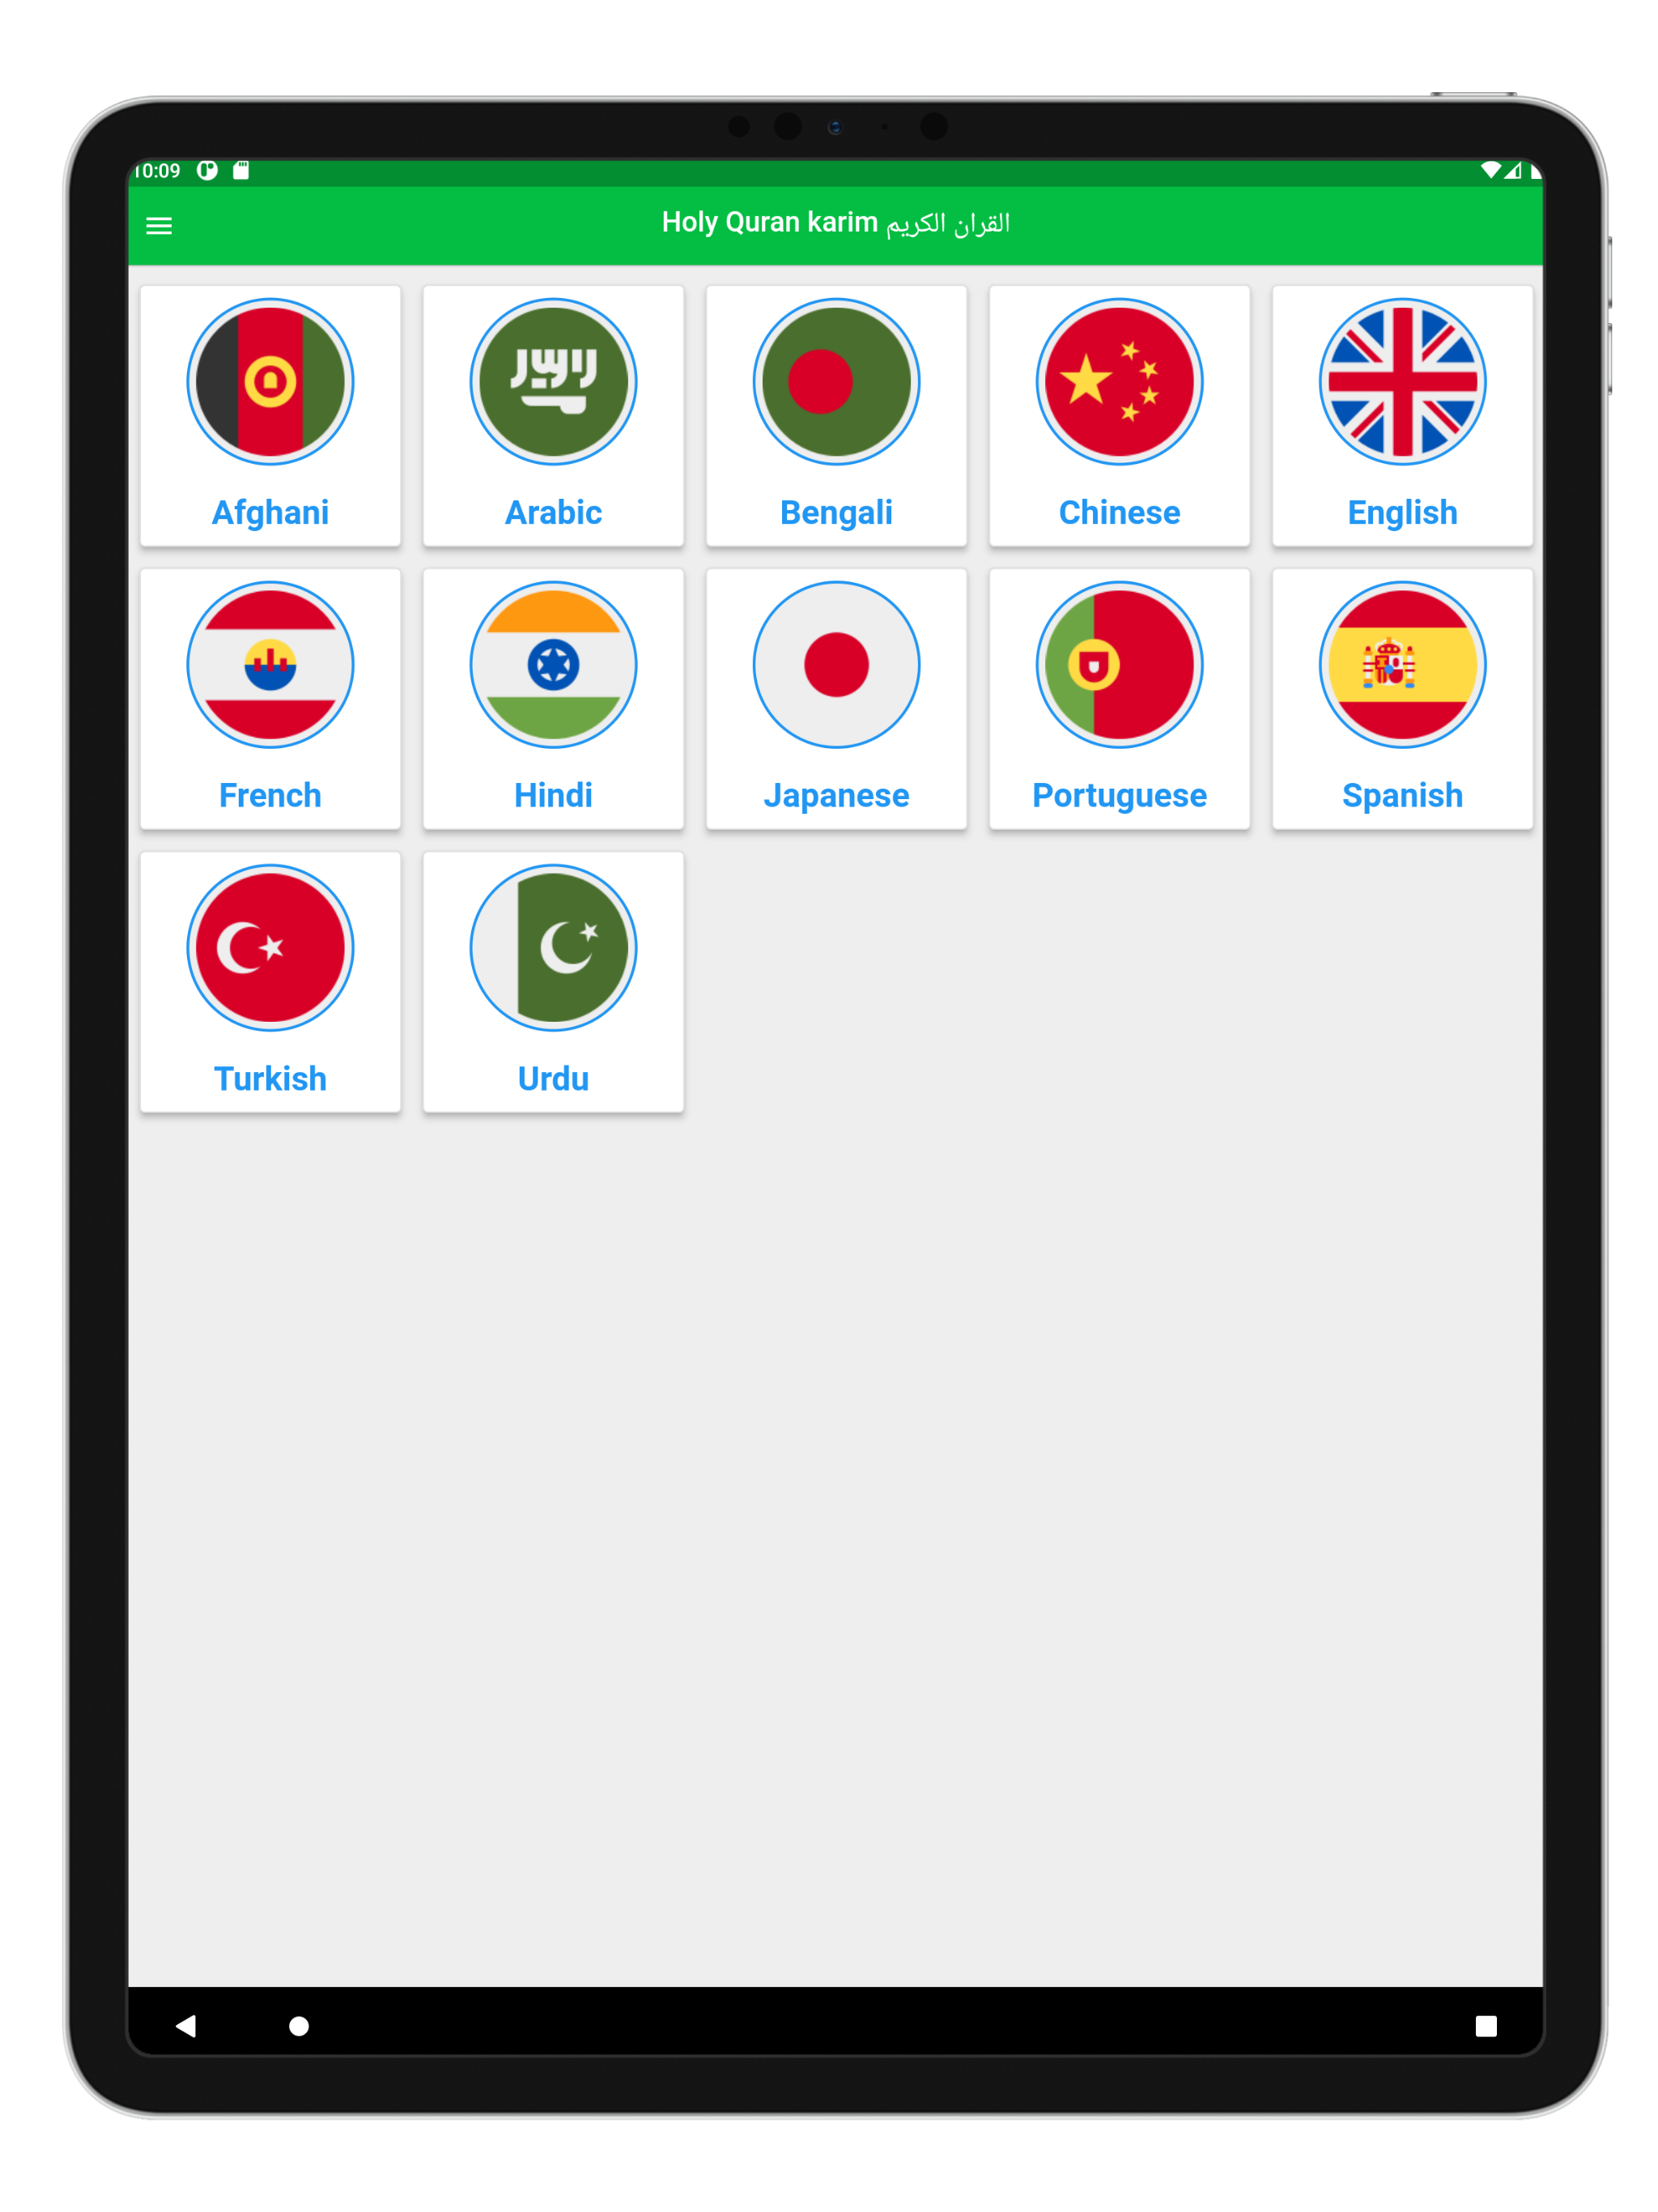 10:09
Holy Quran karim القران الكريم
Afghani
Arabic
Bengali
Chinese
English
French
Hindi
Japanese
Portuguese
Spanish
Turkish
Urdu